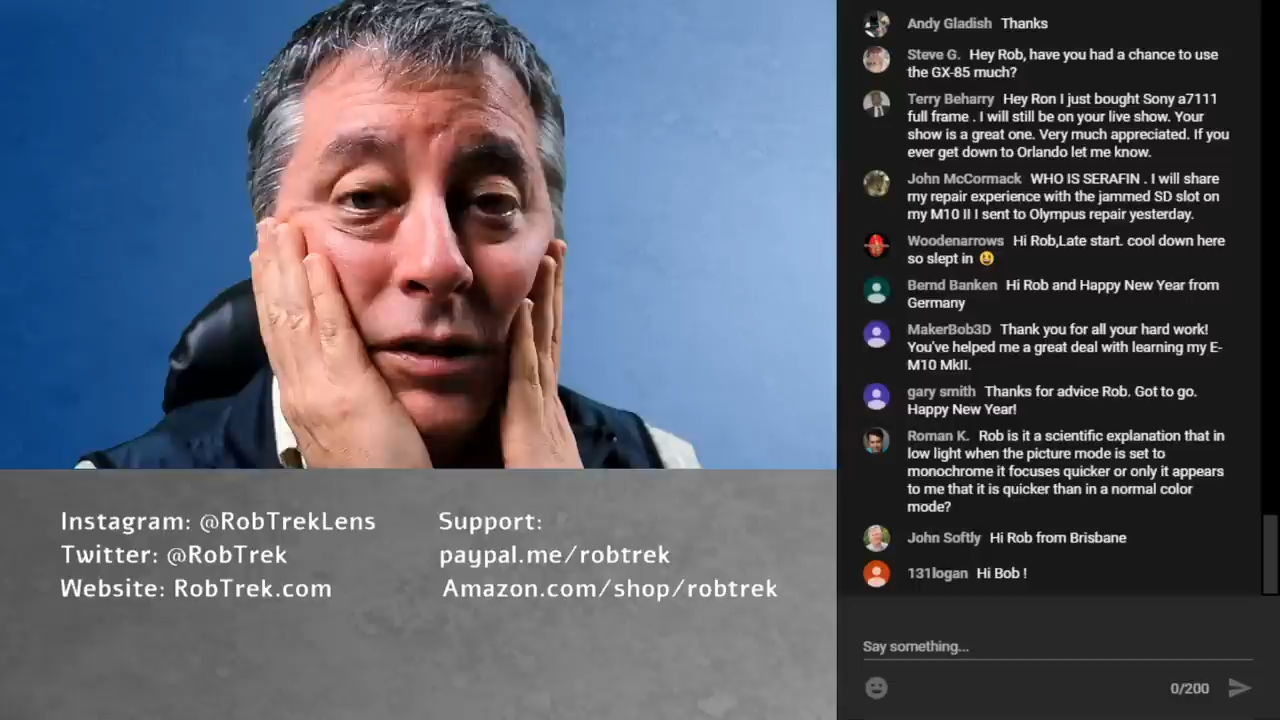 Instagram: @RobTrekLens
Twitter: @RobTrek
Website: RobTrek.com
Support:
paypal.me/robtrek
Amazon.com/shop/robtrek
Andy Gladish Thanks
Steve G. Hey Rob, have you had a chance to use
the GX-85 much?
Terry Beharry Hey Ron I just bought Sony a7111
full frame . I will still be on your live show. Your
show is a great one. Very much appreciated. If you
ever get down to Orlando let me know.
John McCormack WHO IS SERAFIN . I will share
my repair experience with the jammed SD slot on
my M10 II I sent to Olympus repair yesterday.
Woodenarrows Hi Rob,Late start. cool down here
so slept in 😆
Bernd Banken Hi Rob and Happy New Year from
Germany
MakerBob3D Thank you for all your hard work!
You've helped me a great deal with learning my E-
M10 MkII.
gary smith Thanks for advice Rob. Got to go.
Happy New Year!
Roman K. Rob is it a scientific explanation that in
low light when the picture mode is set to
monochrome it focuses quicker or only it appears
to me that it is quicker than in a normal color
mode?
John Softly Hi Rob from Brisbane
131logan Hi Bob !
Say something...
0/200